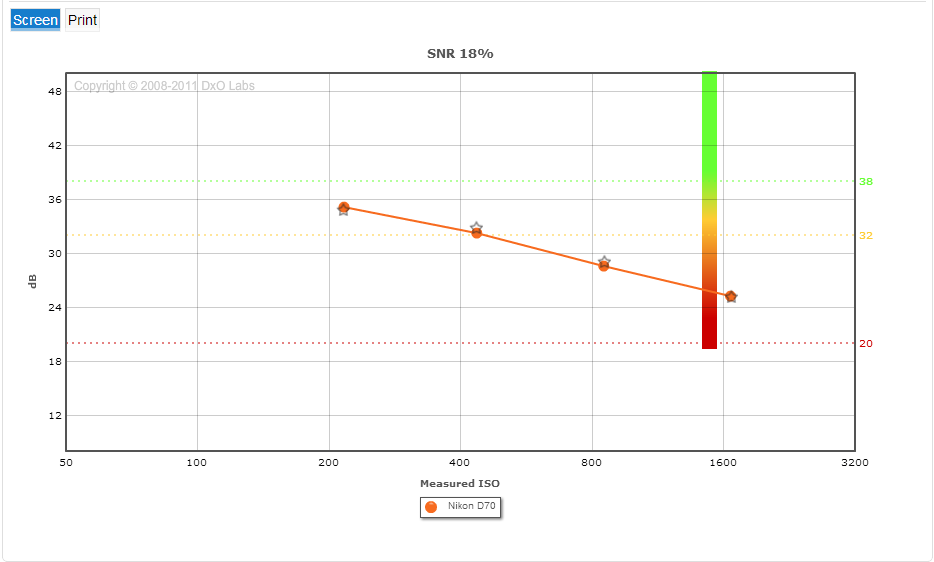 Screen Print
SNR 18%
Copyright © 2008-2011 DxO Labs
48
42
38
36
32
30
dB
24
20
18
12
50 100 200 400 800 1600 3200
Measured ISO
Nikon D70